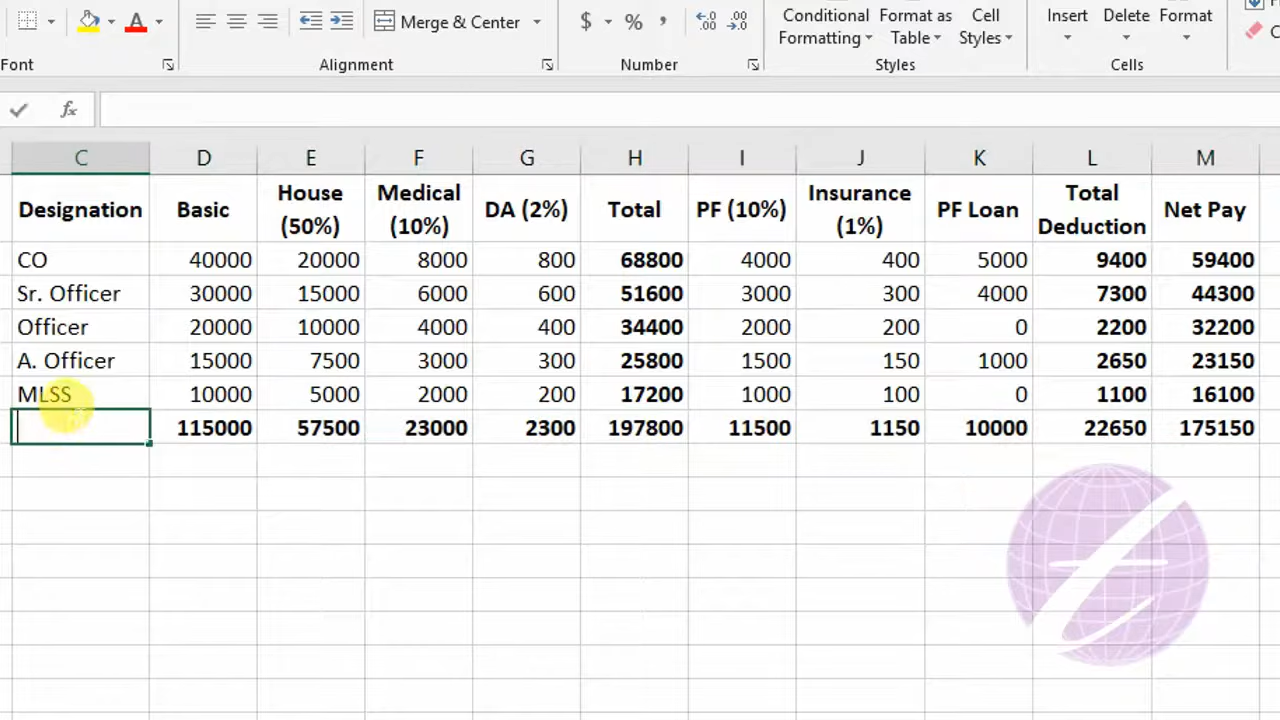 Merge & Center
$ % ,
.0 .00
.00 .0
Conditional Formatting
Format as Table
Cell Styles
Insert
Delete
Format
Font
Alignment
Number
Styles
Cells
fx
C D E F G H I J K L M
Designation Basic House (50%) Medical (10%) DA (2%) Total PF (10%) Insurance (1%) PF Loan Total Deduction Net Pay
CO 40000 20000 8000 800 68800 4000 400 5000 9400 59400
Sr. Officer 30000 15000 6000 600 51600 3000 300 4000 7300 44300
Officer 20000 10000 4000 400 34400 2000 200 0 2200 32200
A. Officer 15000 7500 3000 300 25800 1500 150 1000 2650 23150
MLSS 10000 5000 2000 200 17200 1000 100 0 1100 16100
115000 57500 23000 2300 197800 11500 1150 10000 22650 175150